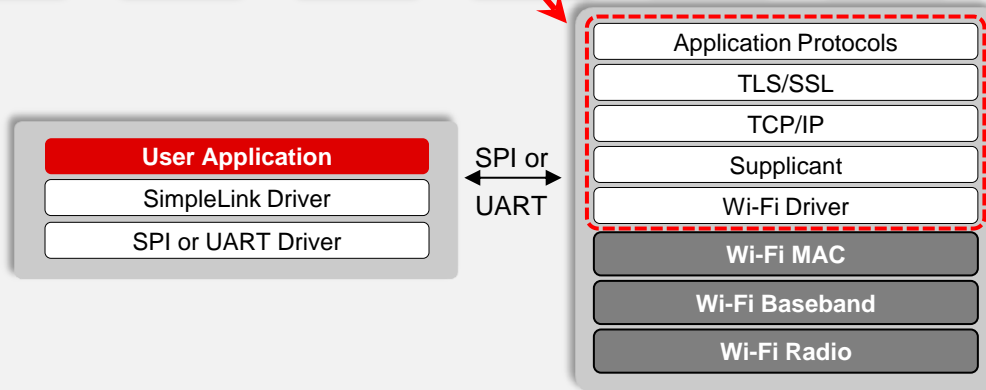 User Application
SimpleLink Driver
SPI or UART Driver
SPI or
UART
Application Protocols
TLS/SSL
TCP/IP
Supplicant
Wi-Fi Driver
Wi-Fi MAC
Wi-Fi Baseband
Wi-Fi Radio